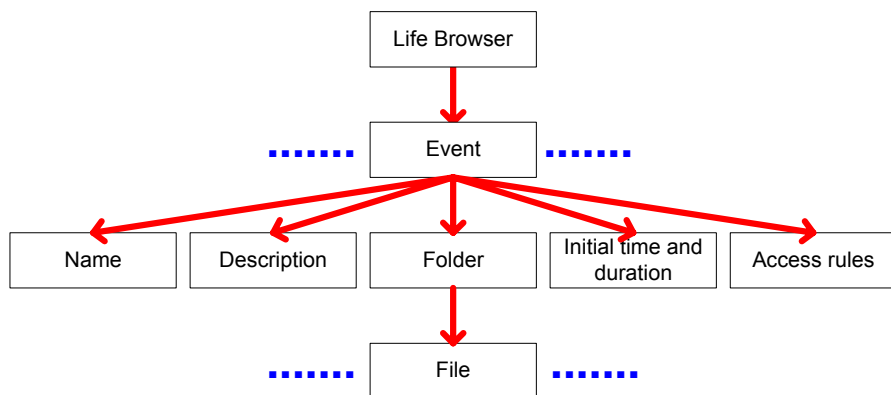 Life Browser
Event
Name
Description
Folder
Initial time and
duration
Access rules
File